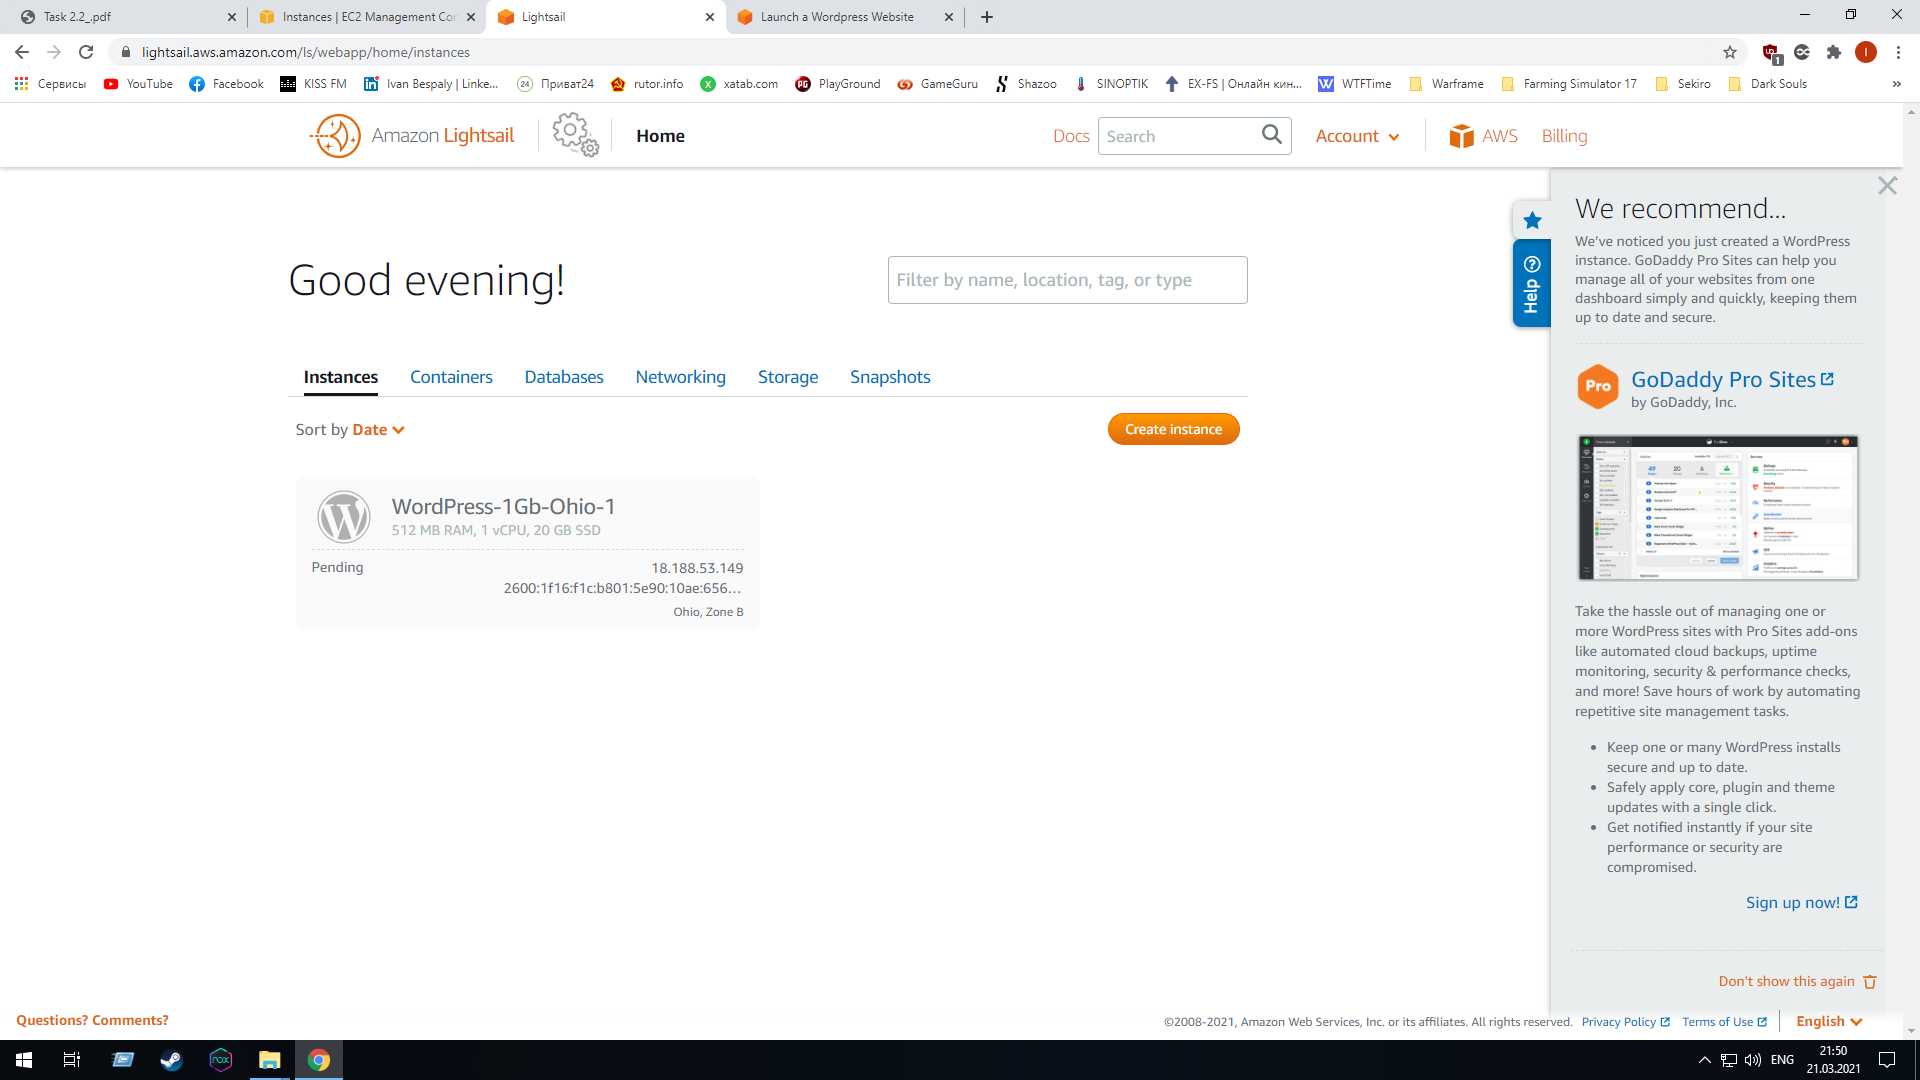 Task 2.2_.pdf
Instances | EC2 Management Cor
Lightsail
Launch a Wordpress Website
lightsail.aws.amazon.com/ls/webapp/home/instances
1
I
Сервисы
YouTube
Facebook
KISS FM
Ivan Bespaly | Linke...
24
Приват24
rutor.info
xatab.com
PlayGround
GameGuru
Shazoo
SINOPTIK
EX-FS | Онлайн кин...
WTFTime
Warframe
Farming Simulator 17
Sekiro
Dark Souls
»
Amazon Lightsail
Home
Docs
Search
Account
AWS
Billing
Good evening!
Filter by name, location, tag, or type
Help
Instances
Containers
Databases
Networking
Storage
Snapshots
Sort by Date
Create instance
WordPress-1Gb-Ohio-1
512 MB RAM, 1 vCPU, 20 GB SSD
Pending
18.188.53.149
2600:1f16:f1c:b801:5e90:10ae:656...
Ohio, Zone B
We recommend...
We've noticed you just created a WordPress
instance. GoDaddy Pro Sites can help you
manage all of your websites from one
dashboard simply and quickly, keeping them
up to date and secure.
Pro
GoDaddy Pro Sites
by GoDaddy, Inc.
Take the hassle out of managing one or
more WordPress sites with Pro Sites add-ons
like automated cloud backups, uptime
monitoring, security & performance checks,
and more! Save hours of work by automating
repetitive site management tasks.
• Keep one or many WordPress installs
secure and up to date.
• Safely apply core, plugin and theme
updates with a single click.
• Get notified instantly if your site
performance or security are
compromised.
Sign up now!
Don't show this again
Questions? Comments?
©2008-2021, Amazon Web Services, Inc. or its affiliates. All rights reserved.
Privacy Policy
Terms of Use
English
nox
ENG
21:50
21.03.2021